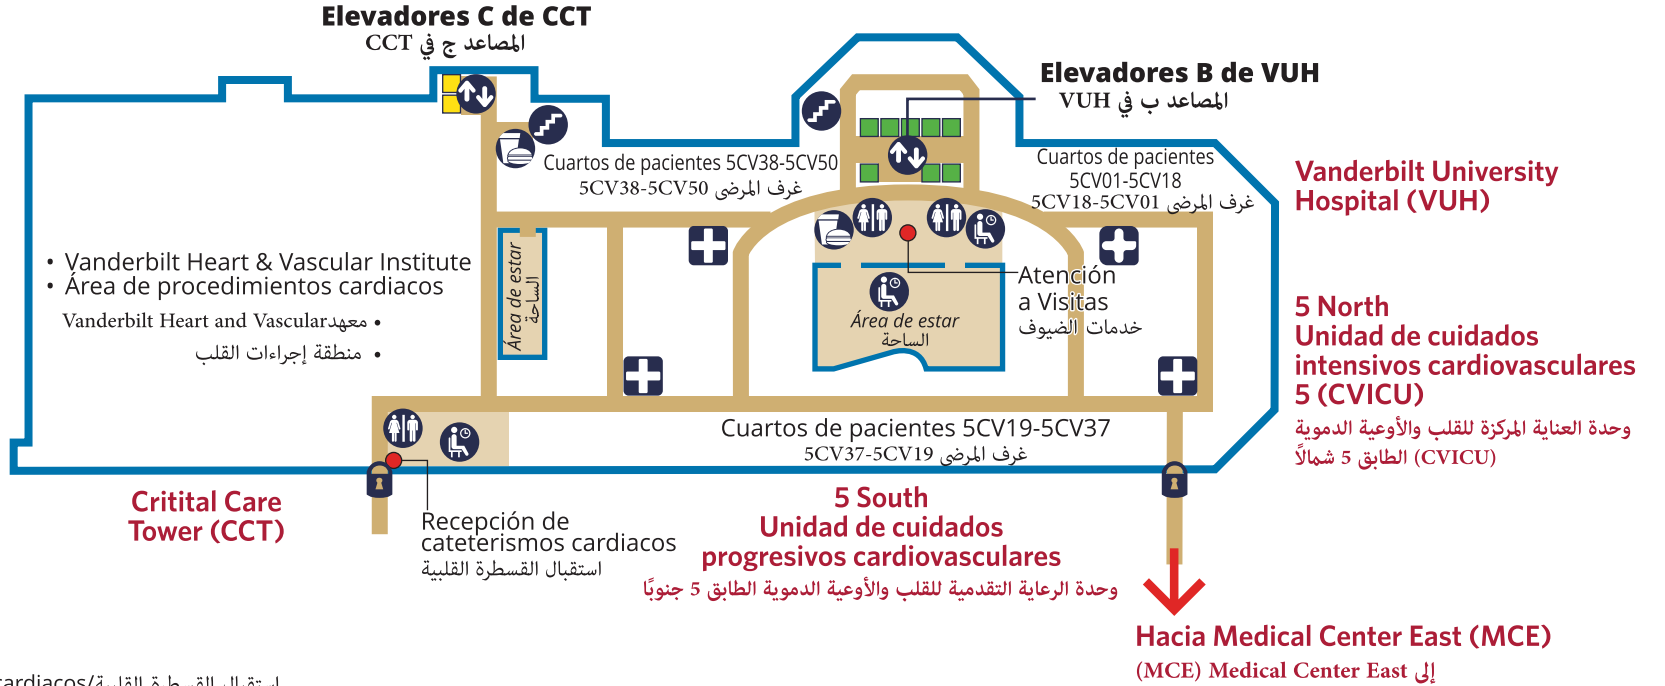 Elevadores C de CCT
المصاعد ج في CCT
Elevadores B de VUH
المصاعد ب في VUH
Cuartos de pacientes 5CV38-5CV50
غرف المرضى 5CV38-5CV50
Cuartos de pacientes
5CV01-5CV18
غرف المرضى 5CV18-5CV01
Vanderbilt University
Hospital (VUH)
• Vanderbilt Heart & Vascular Institute
• Área de procedimientos cardiacos
• معهد Vanderbilt Heart and Vascular
• منطقة إجراءات القلب
Área de estar
الساحة
Área de estar
الساحة
Atención
a Visitas
خدمات الضيوف
5 North
Unidad de cuidados
intensivos cardiovasculares
5 (CVICU)
وحدة العناية المركزة للقلب والأوعية الدموية
(CVICU) الطابق 5 شمالاً
Cuartos de pacientes 5CV19-5CV37
غرف المرضى 5CV37-5CV19
Critital Care
Tower (CCT)
Recepción de
cateterismos cardiacos
استقبال القسطرة القلبية
5 South
Unidad de cuidados
progresivos cardiovasculares
وحدة الرعاية التقدمية للقلب والأوعية الدموية الطابق 5 جنوبًا
Hacia Medical Center East (MCE)
إلى Medical Center East (MCE)
cardiacos/استقبال القسطرة القلبية